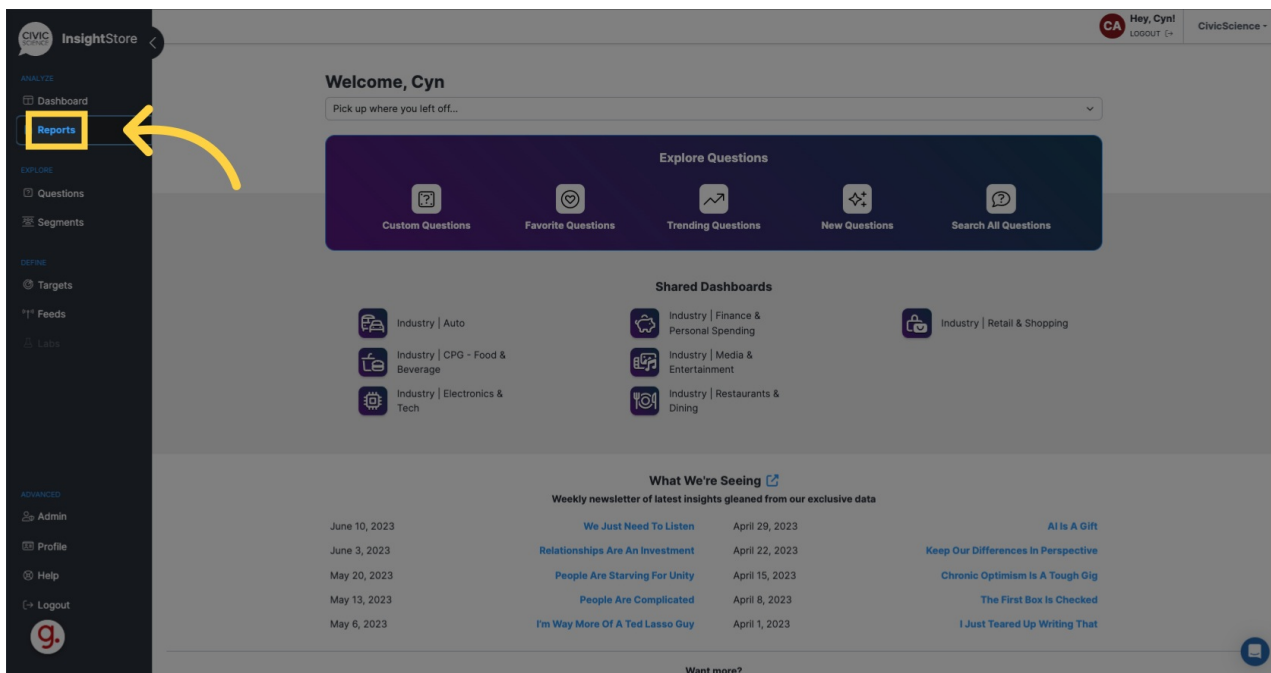 CIVIC
SCIENCE
InsightStore
CA
Hey, Cyn!
LOGOUT
CivicScience
ANALYZE
Dashboard
Reports
EXPLORE
Questions
Segments
DEFINE
Targets
Feeds
Labs
ADVANCED
Admin
Profile
Help
Logout
g.
Welcome, Cyn
Pick up where you left off...
Explore Questions
Custom Questions
Favorite Questions
Trending Questions
New Questions
Search All Questions
Shared Dashboards
Industry | Auto
Industry | Finance &
Personal Spending
Industry | Retail & Shopping
Industry | CPG - Food &
Beverage
Industry | Media &
Entertainment
Industry | Electronics &
Tech
Industry | Restaurants &
Dining
What We're Seeing
Weekly newsletter of latest insights gleaned from our exclusive data
June 10, 2023 We Just Need To Listen April 29, 2023 AI Is A Gift
June 3, 2023 Relationships Are An Investment April 22, 2023 Keep Our Differences In Perspective
May 20, 2023 People Are Starving For Unity April 15, 2023 Chronic Optimism Is A Tough Gig
May 13, 2023 People Are Complicated April 8, 2023 The First Box Is Checked
May 6, 2023 I'm Way More Of A Ted Lasso Guy April 1, 2023 I Just Teared Up Writing That
Want more?